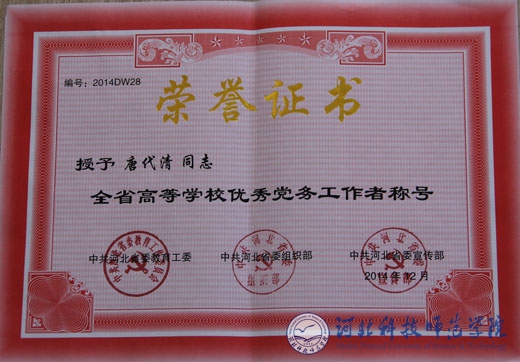 编号：2014DW28
荣誉证书
授予 唐代清 同志
全省高等学校优秀党务工作者称号
中共河北省委教育工委 中共河北省委组织部 中共河北省委宣传部
2014年12月
河北科技师范学院